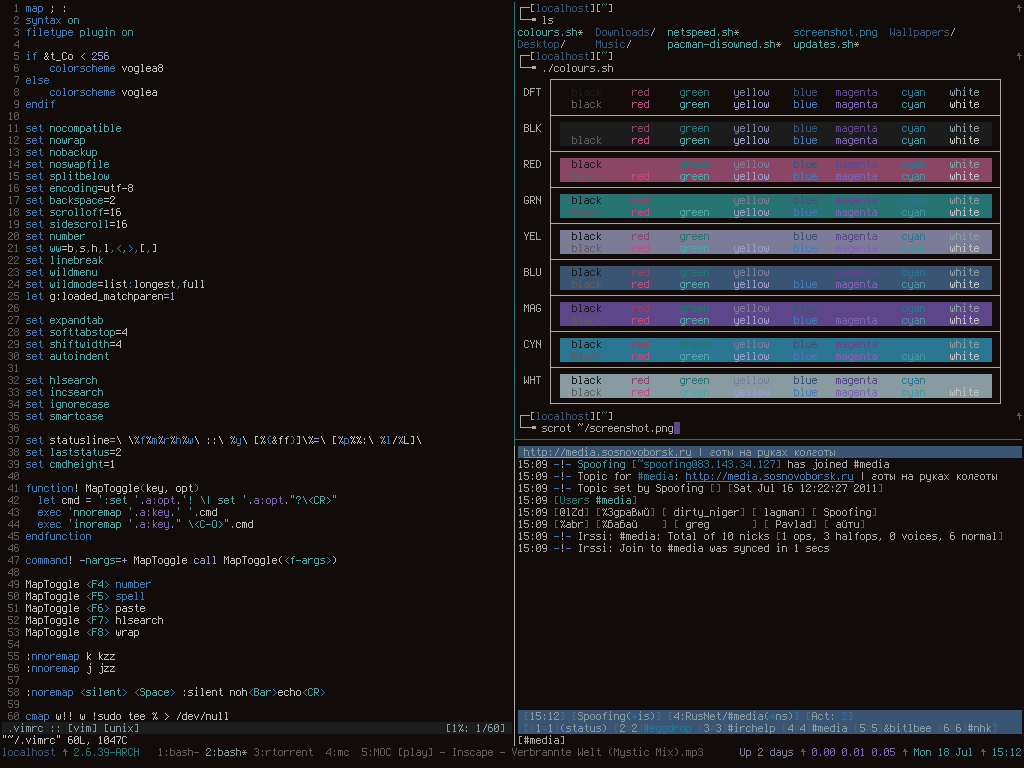 1 map ; :
2 syntax on
3 filetype plugin on
4
5 if &t_Co < 256
6     colorscheme voglea8
7 else
8     colorscheme voglea
9 endif
10
11 set nocompatible
12 set nowrap
13 set nobackup
14 set noswapfile
15 set splitbelow
16 set encoding=utf-8
17 set backspace=2
18 set scrolloff=16
19 set sidescroll=16
20 set number
21 set ww=b,s,h,l,<,>,[,]
22 set linebreak
23 set wildmenu
24 set wildmode=list:longest,full
25 let g:loaded_matchparen=1
26
27 set expandtab
28 set softtabstop=4
29 set shiftwidth=4
30 set autoindent
31
32 set hlsearch
33 set incsearch
34 set ignorecase
35 set smartcase
36
37 set statusline=\ \%f%m%r%h%w\ ::\ %y\ [%{&ff}]\%=\ [%p%%:\ %l/%L]\
38 set laststatus=2
39 set cmdheight=1
40
41 function! MapToggle(key, opt)
42   let cmd = ':set '.a:opt.'! \| set '.a:opt."?\<CR>"
43   exec 'nnoremap '.a:key.' '.cmd
44   exec 'inoremap '.a:key." \<C-O>".cmd
45 endfunction
46
47 command! -nargs=+ MapToggle call MapToggle(<f-args>)
48
49 MapToggle <F4> number
50 MapToggle <F5> spell
51 MapToggle <F6> paste
52 MapToggle <F7> hlsearch
53 MapToggle <F8> wrap
54
55 :nnoremap k kzz
56 :nnoremap j jzz
57
58 :noremap <silent> <Space> :silent noh<Bar>echo<CR>
59
60 cmap w!! w !sudo tee % > /dev/null
.vimrc :: [vim] [unix] [1%: 1/60]
"~/.vimrc" 60L, 1047C
[localhost][~]
ls
colours.sh* Downloads/ netspeed.sh* screenshot.png Wallpapers/
Desktop/ Music/ pacman-disowned.sh* updates.sh*
[localhost][~]
./colours.sh
DFT black red green yellow blue magenta cyan white
black red green yellow blue magenta cyan white
BLK red green yellow blue magenta cyan white
black red green yellow blue magenta cyan white
RED black green yellow blue magenta cyan white
black red green yellow blue magenta cyan white
GRN black red yellow blue magenta cyan white
black red green yellow blue magenta cyan white
YEL black red green blue magenta cyan white
black red green yellow blue magenta cyan white
BLU black red green yellow magenta cyan white
black red green yellow blue magenta cyan white
MAG black red green yellow blue cyan white
black red green yellow blue magenta cyan white
CYN black red green yellow blue magenta white
black red green yellow blue magenta cyan white
WHT black red green yellow blue magenta cyan
black red green yellow blue magenta cyan white
[localhost][~]
scrot ~/screenshot.png
http://media.sosnovoborsk.ru | готы на руках колготы
15:09 -!- Spoofing [~spoofing@83.143.34.127] has joined #media
15:09 -!- Topic for #media: http://media.sosnovoborsk.ru | готы на руках колготы
15:09 -!- Topic set by Spoofing [] [Sat Jul 16 12:22:27 2011]
15:09 [Users #media]
15:09 [@lZd] [%Здравый] [ dirty_niger] [ lagman] [ Spoofing]
15:09 [%abr] [%бабай    ] [ greg       ] [ Pavlad] [ айти]
15:09 -!- Irssi: #media: Total of 10 nicks [1 ops, 3 halfops, 0 voices, 6 normal]
15:09 -!- Irssi: Join to #media was synced in 1 secs
[15:12] [Spoofing(+is)] [4:RusNet/#media(+ns)] [Act: 2]
[ 1-1](status) [2-2]#eggdrop [3-3]#irchelp [4-4]#media [5-5]&bitlbee [6-6]#nhk
[#media]
localhost ↑ 2.6.39-ARCH 1:bash- 2:bash* 3:rtorrent 4:mc 5:MOC [play] - Inscape - Verbrannte Welt (Mystic Mix).mp3 Up 2 days ↑ 0.00 0.01 0.05 ↑ Mon 18 Jul ↑ 15:12